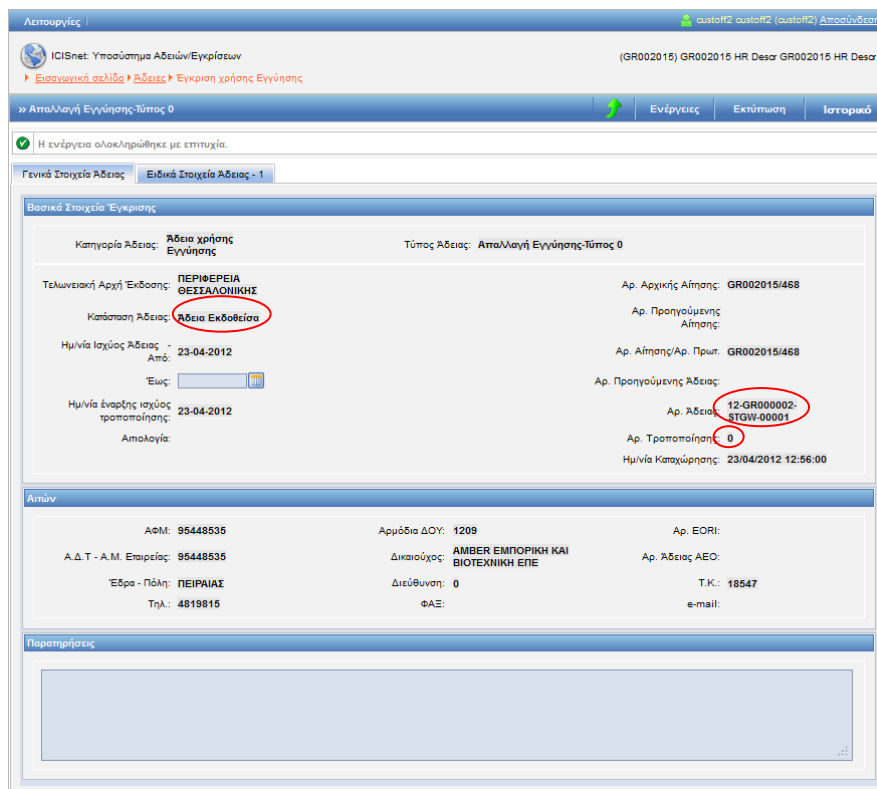 Λειτουργίες
custoff2 custoff2 (custoff2) Αποσύνδεση
ICISnet: Υποσύστημα Αδειών/Εγκρίσεων
(GR002015) GR002015 HR Descr GR002015 HR Descr
Εισαγωγική σελίδα Άδειες Έγκριση χρήσης Εγγύησης
» Απαλλαγή Εγγύησης-Τύπος 0
Ενέργειες Εκτύπωση Ιστορικό
Η ενέργεια ολοκληρώθηκε με επιτυχία.
Γενικά Στοιχεία Άδειας Ειδικά Στοιχεία Άδειας - 1
Βασικά Στοιχεία Έγκρισης
Κατηγορία Άδειας: Άδεια χρήσης Εγγύησης Τύπος Άδειας: Απαλλαγή Εγγύησης-Τύπος 0
Τελωνειακή Αρχή Έκδοσης: ΠΕΡΙΦΕΡΕΙΑ ΘΕΣΣΑΛΟΝΙΚΗΣ Αρ. Αρχικής Αίτησης: GR002015/468
Κατάσταση Άδειας: Άδεια Εκδοθείσα Αρ. Προηγούμενης Αίτησης:
Ημ/νία Ισχύος Άδειας - Από: 23-04-2012 Αρ. Αίτησης/Αρ. Πρωτ. GR002015/468
Έως: Αρ. Προηγούμενης Άδειας:
Ημ/νία έναρξης ισχύος τροποποίησης: 23-04-2012 Αρ. Άδειας: 12-GR000002-STGW-00001
Αιτιολογία: Αρ. Τροποποίησης: 0
Ημ/νία Καταχώρησης: 23/04/2012 12:56:00
Αιτών
ΑΦΜ: 95448535 Αρμόδια ΔΟΥ: 1209 Αρ. EORI:
Α.Δ.Τ - Α.Μ. Εταιρείας: 95448535 Δικαιούχος: AMBER ΕΜΠΟΡΙΚΗ ΚΑΙ ΒΙΟΤΕΧΝΙΚΗ ΕΠΕ Αρ. Άδειας ΑΕΟ:
Έδρα - Πόλη: ΠΕΙΡΑΙΑΣ Διεύθυνση: 0 Τ.Κ.: 18547
Τηλ.: 4819815 ΦΑΞ: e-mail:
Παρατηρήσεις